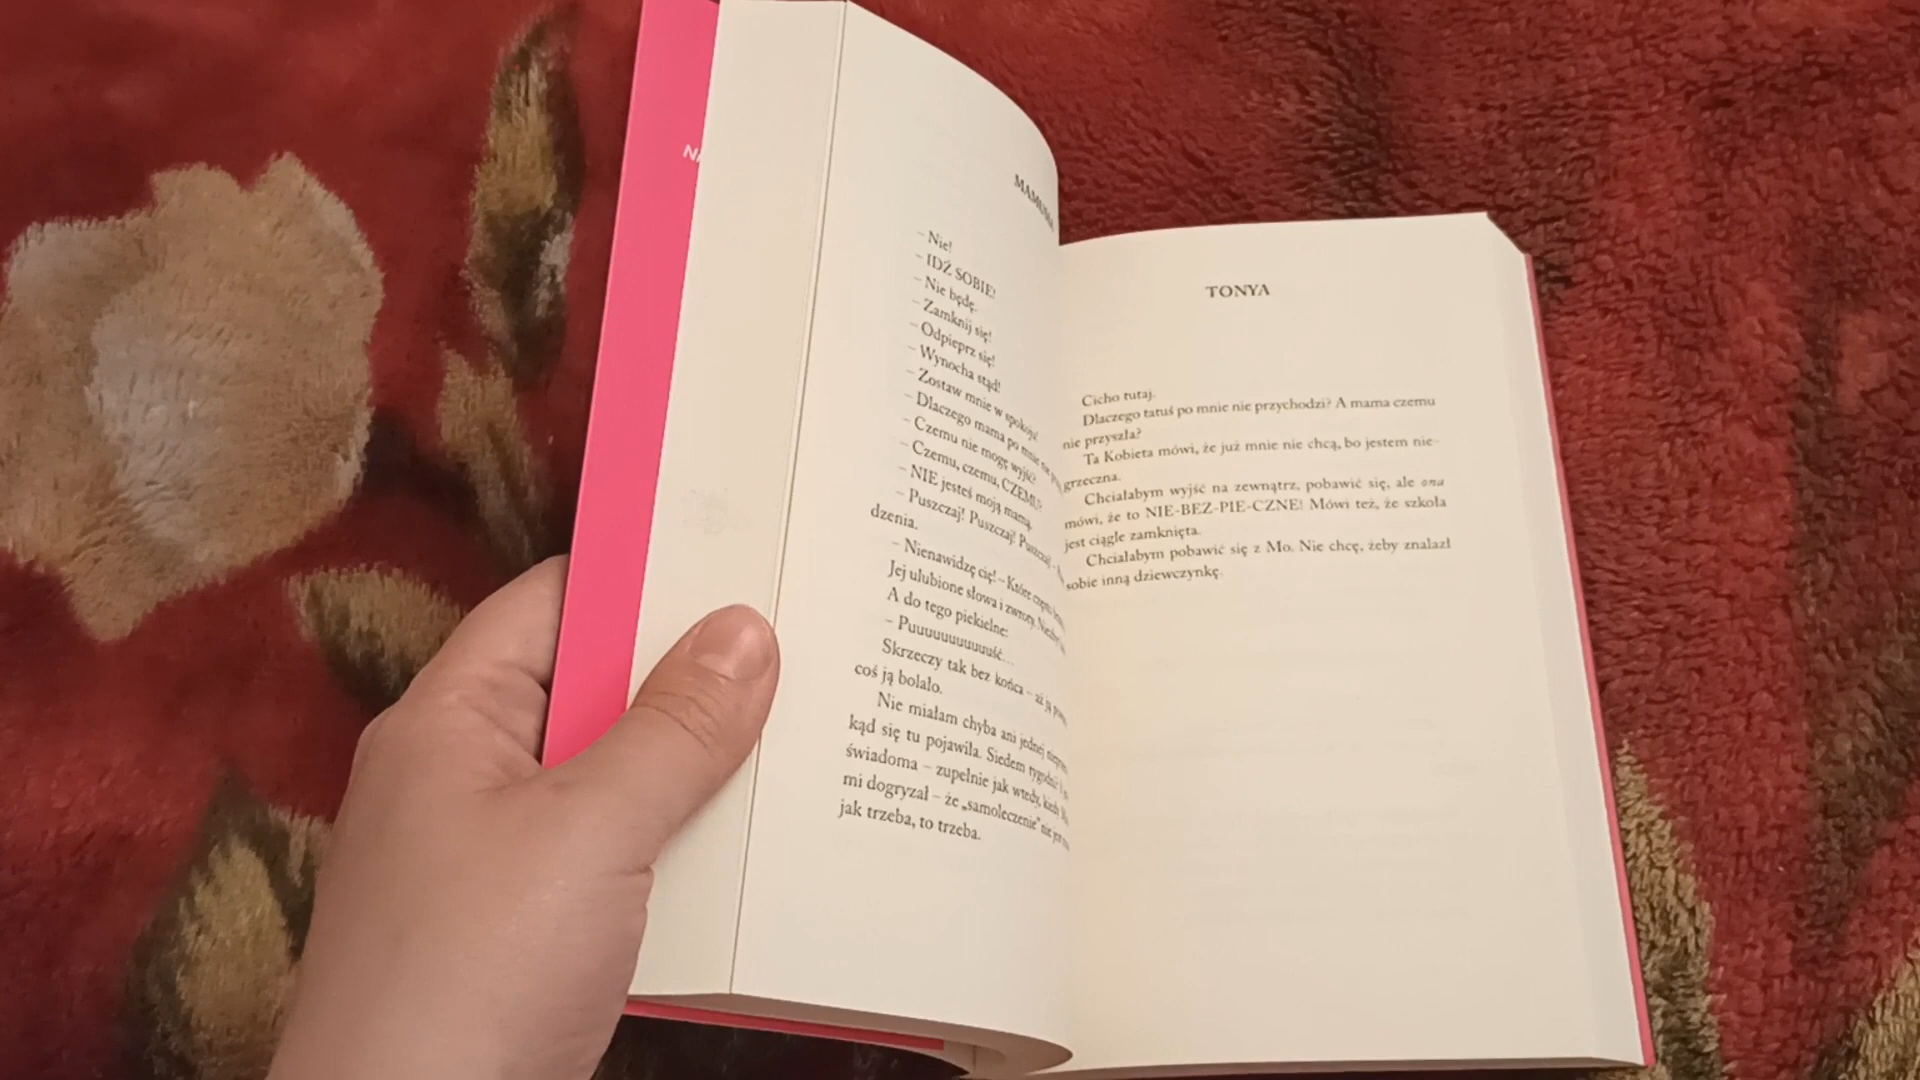 MAMUSIA
– Nie!
– IDŹ SOBIE!
– Nie będę.
– Zamknij się!
– Odpieprz się!
– Wynocha stąd!
– Zostaw mnie w spokoju!
– Dlaczego mama po mnie nie
– Czemu nie mogę wyjść?
– Czemu, czemu, CZEMU?
– NIE jesteś moją mamą.
– Puszczaj! Puszczaj! Puszczaj! –
dzenia.
– Nienawidzę cię! – Które często
Jej ulubione słowa i zwroty.
A do tego piekielne:
– Puuuuuuuuuuść…
Skrzeczy tak bez końca – aż ją
coś ją bolało.
Nie miałam chyba ani jednej
kąd się tu pojawiła. Siedem tygodni
świadoma – zupełnie jak wtedy, kiedy
mi dogryzał – że „samoleczenie” nie jest
jak trzeba, to trzeba.
TONYA
Cicho tutaj.
Dlaczego tatuś po mnie nie przychodzi? A mama czemu
nie przyszła?
Ta Kobieta mówi, że już mnie nie chcą, bo jestem nie-
grzeczna.
Chciałabym wyjść na zewnątrz, pobawić się, ale ona
mówi, że to NIE-BEZ-PIE-CZNE! Mówi też, że szkoła
jest ciągle zamknięta.
Chciałabym pobawić się z Mo. Nie chcę, żeby znalazł
sobie inną dziewczynkę.